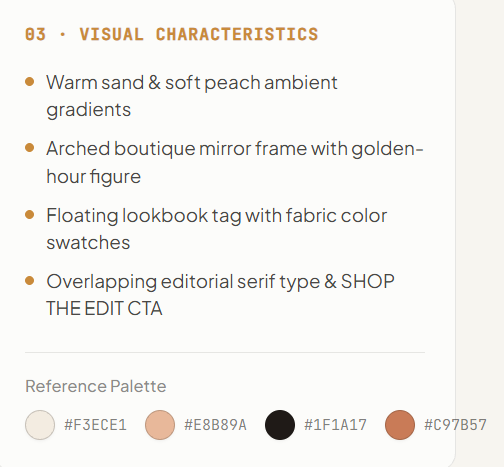 03 · VISUAL CHARACTERISTICS
Warm sand & soft peach ambient
gradients
Arched boutique mirror frame with golden-
hour figure
Floating lookbook tag with fabric color
swatches
Overlapping editorial serif type & SHOP
THE EDIT CTA
Reference Palette
#F3ECE1 #E8B89A #1F1A17 #C97B57